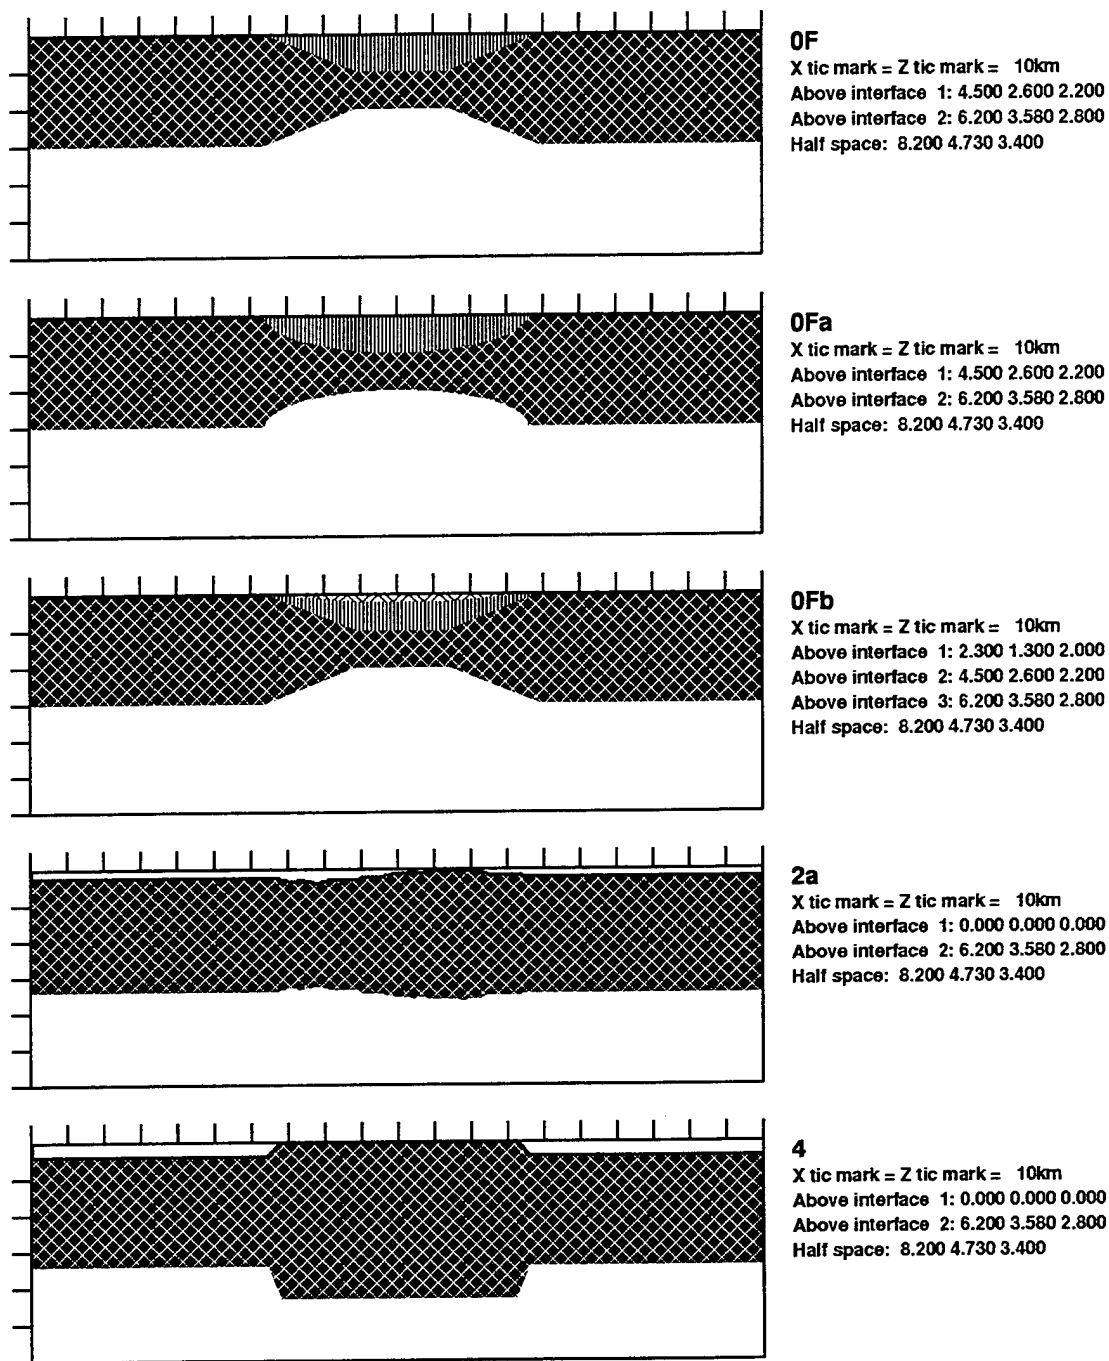 0F
X tic mark = Z tic mark = 10km
Above interface 1: 4.500 2.600 2.200
Above interface 2: 6.200 3.580 2.800
Half space: 8.200 4.730 3.400
0Fa
X tic mark = Z tic mark = 10km
Above interface 1: 4.500 2.600 2.200
Above interface 2: 6.200 3.580 2.800
Half space: 8.200 4.730 3.400
0Fb
X tic mark = Z tic mark = 10km
Above interface 1: 2.300 1.300 2.000
Above interface 2: 4.500 2.600 2.200
Above interface 3: 6.200 3.580 2.800
Half space: 8.200 4.730 3.400
2a
X tic mark = Z tic mark = 10km
Above interface 1: 0.000 0.000 0.000
Above interface 2: 6.200 3.580 2.800
Half space: 8.200 4.730 3.400
4
X tic mark = Z tic mark = 10km
Above interface 1: 0.000 0.000 0.000
Above interface 2: 6.200 3.580 2.800
Half space: 8.200 4.730 3.400